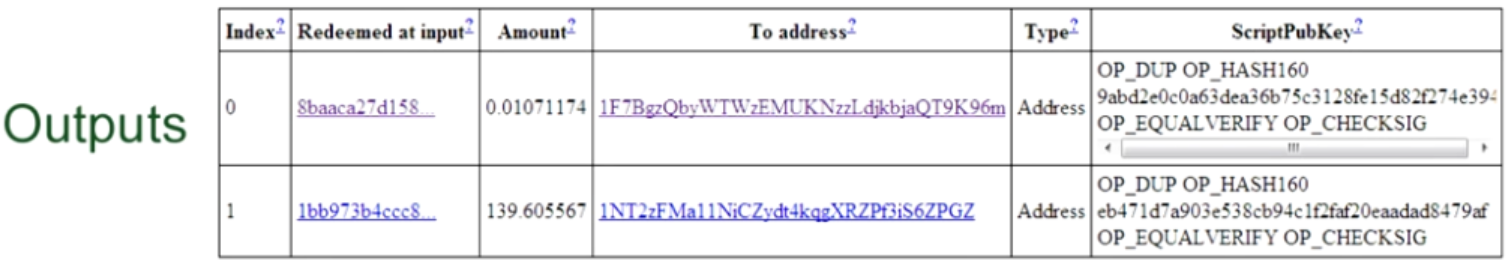 Outputs
Index? Redeemed at input? Amount? To address? Type? ScriptPubKey?
0 8baaca27d158... 0.01071174 1F7BgzQbyWTWzEMUKNzzLdjkbjaQT9K96m Address OP_DUP OP_HASH160
9abd2e0c0a63dea36b75c3128fe15d82f274e394
OP_EQUALVERIFY OP_CHECKSIG
1 1bb973b4ccc8... 139.605567 1NT2zFMa11NiCZydt4kqgXRZPf3iS6ZPGZ Address OP_DUP OP_HASH160
eb471d7a903e538cb94c1f2faf20eaadad8479af
OP_EQUALVERIFY OP_CHECKSIG